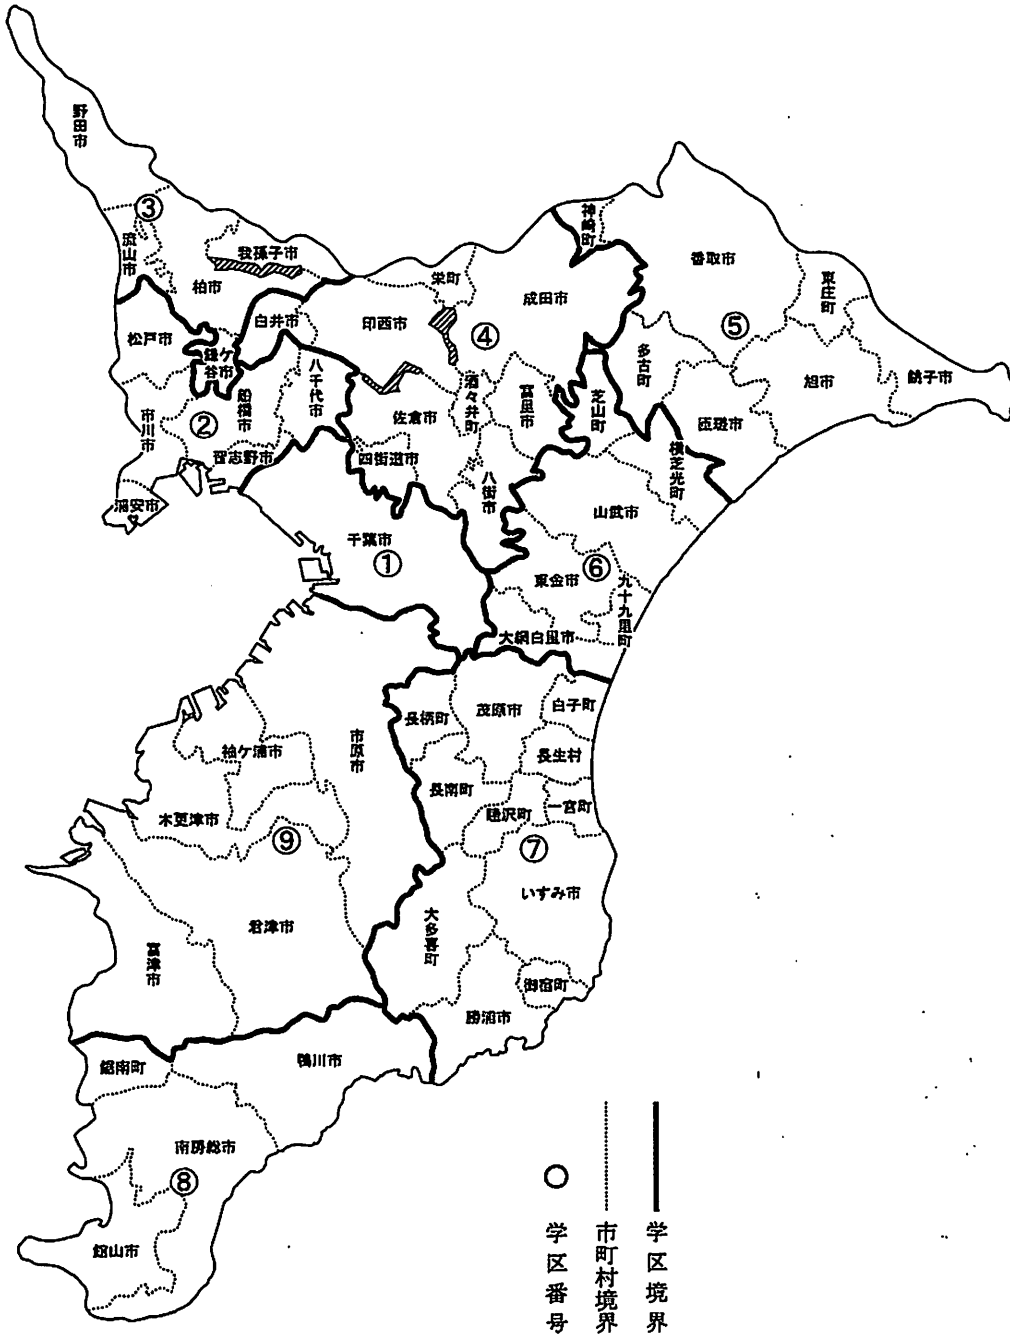 野田市
③
流山市
我孫子市
柏市
松戸市
鎌ケ谷市
白井市
印西市
栄町
成田市
神崎町
香取市
東庄町
④
⑤
多古町
旭市
銚子市
匝瑳市
八千代市
船橋市
市川市
②
習志野市
浦安市
佐倉市
酒々井町
富里市
芝山町
四街道市
八街市
横芝光町
山武市
千葉市
①
東金市
⑥
九十九里町
大網白里市
長柄町
茂原市
白子町
市原市
袖ケ浦市
長生村
長南町
睦沢町
一宮町
木更津市
⑨
⑦
いすみ市
君津市
大多喜町
富津市
御宿町
勝浦市
鋸南町
鴨川市
南房総市
⑧
館山市
学区境界
市町村境界
学区番号